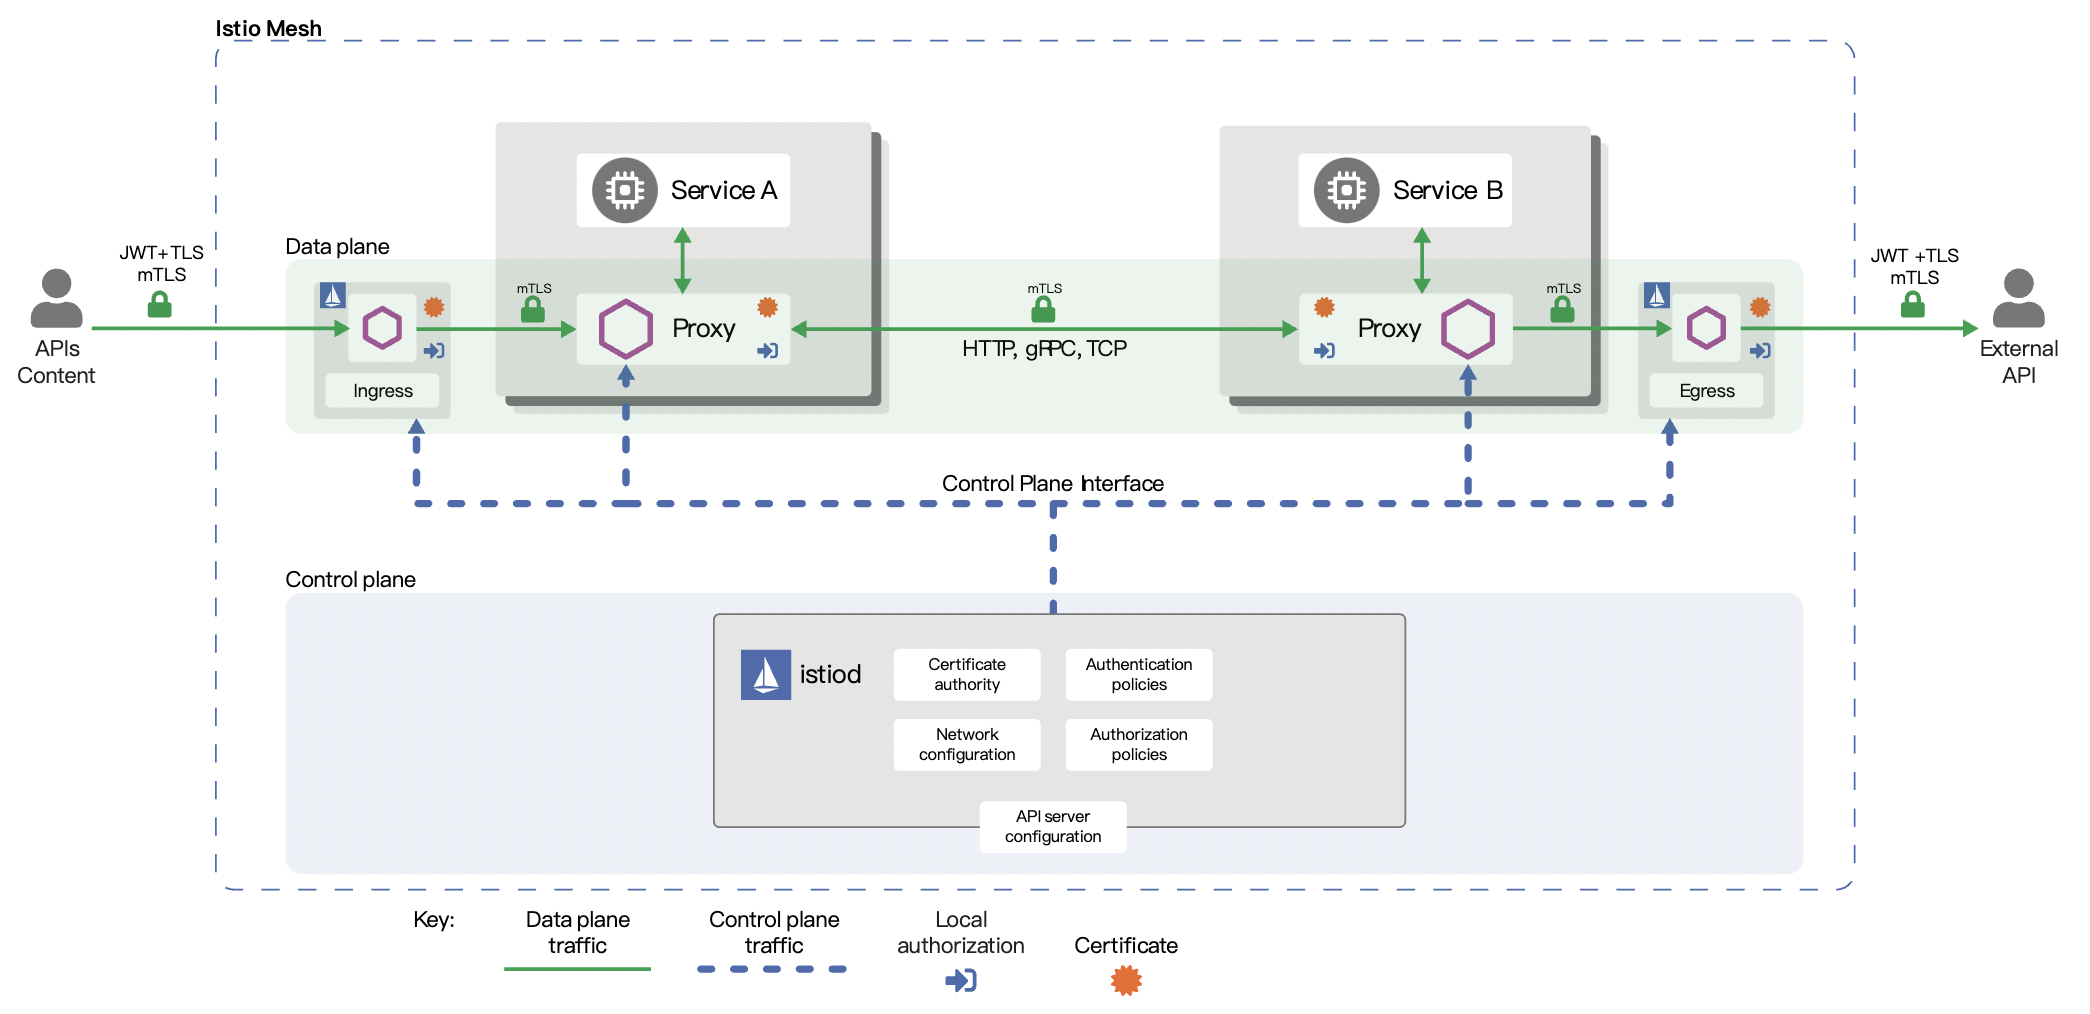 Istio Mesh
Service A
Service B
Data plane
JWT+TLS
mTLS
JWT +TLS
mTLS
mTLS
mTLS
mTLS
Proxy
Proxy
HTTP, gRPC, TCP
APIs
Content
External
API
Ingress
Egress
Control Plane Interface
Control plane
istiod
Certificate
authority
Authentication
policies
Network
configuration
Authorization
policies
API server
configuration
Key:
Data plane
traffic
Control plane
traffic
Local
authorization
Certificate